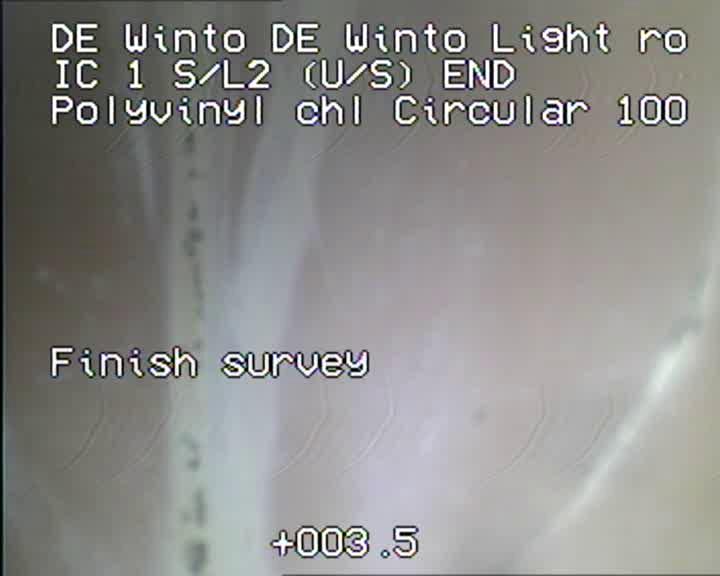 DE Winto DE Winto Light ro
IC 1 S/L2 (U/S) END
Polyvinyl chl Circular 100
Finish survey
+003.5